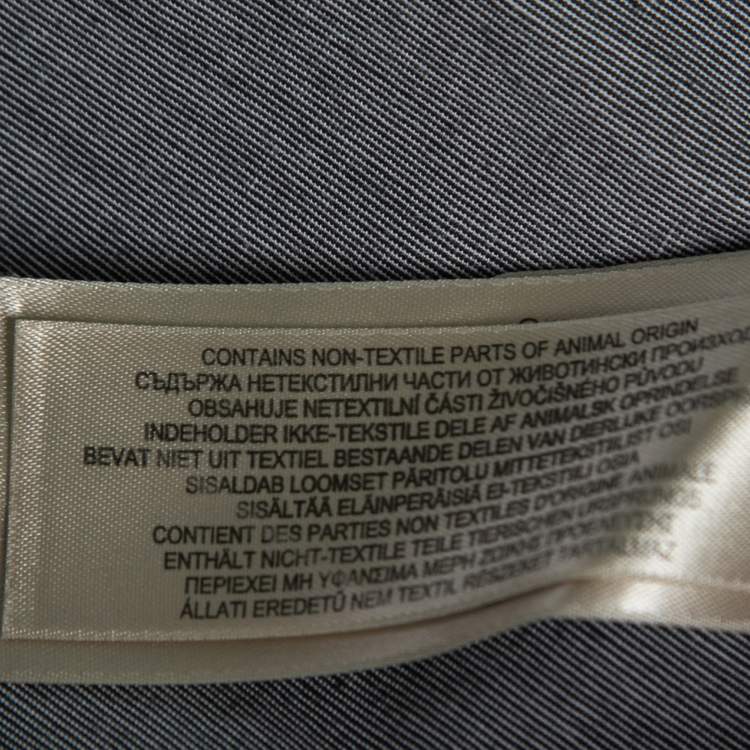 CONTAINS NON-TEXTILE PARTS OF ANIMAL ORIGIN
СЪДЪРЖА НЕТЕКСТИЛНИ ЧАСТИ ОТ ЖИВОТИНСКИ ПРОИЗХОД
OBSAHUJE NETEXTILNÍ ČÁSTI ŽIVOČIŠNÉHO PŮVODU
INDEHOLDER IKKE-TEKSTILE DELE AF ANIMALSK OPRINDELSE
BEVAT NIET UIT TEXTIEL BESTAANDE DELEN VAN DIERLIJKE OORSP
SISALDAB LOOMSET PÄRITOLU MITTETEKSTIILIST OSI
SISÄLTÄÄ ELÄINPERÄISIÄ EI-TEKSTIILI OSIA
CONTIENT DES PARTIES NON TEXTILES D'ORIGINE ANIMALE
ENTHÄLT NICHT-TEXTILE TEILE TIERISCHEN URSPRUNGS
ΠΕΡΙΕΧΕΙ ΜΗ ΥΦΑΝΣΙΜΑ ΜΕΡΗ ΖΩΙΚΗΣ ΠΡΟΕΛΕΥΣΗΣ
ÁLLATI EREDETŰ NEM TEXTIL RÉSZEKET TARTALMAZ